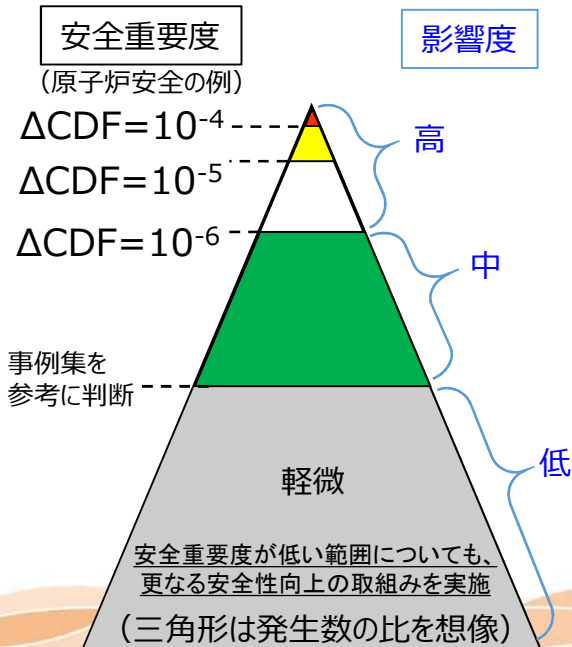 安全重要度
影響度
（原子炉安全の例）
ΔCDF=10⁻⁴
高
ΔCDF=10⁻⁵
ΔCDF=10⁻⁶
中
事例集を
参考に判断
低
軽微
安全重要度が低い範囲についても、
更なる安全性向上の取組みを実施
（三角形は発生数の比を想像）